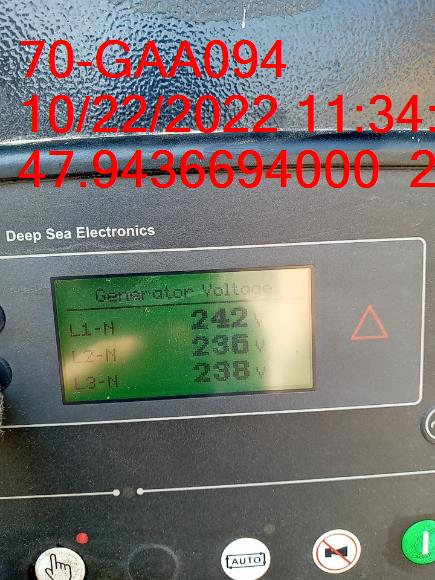 70-GAA094
10/22/2022 11:34:
47.9436694000 2
Deep Sea Electronics
Generator Voltage
L1-N 242 V
L2-N 236 V
L3-N 238 V
AUTO